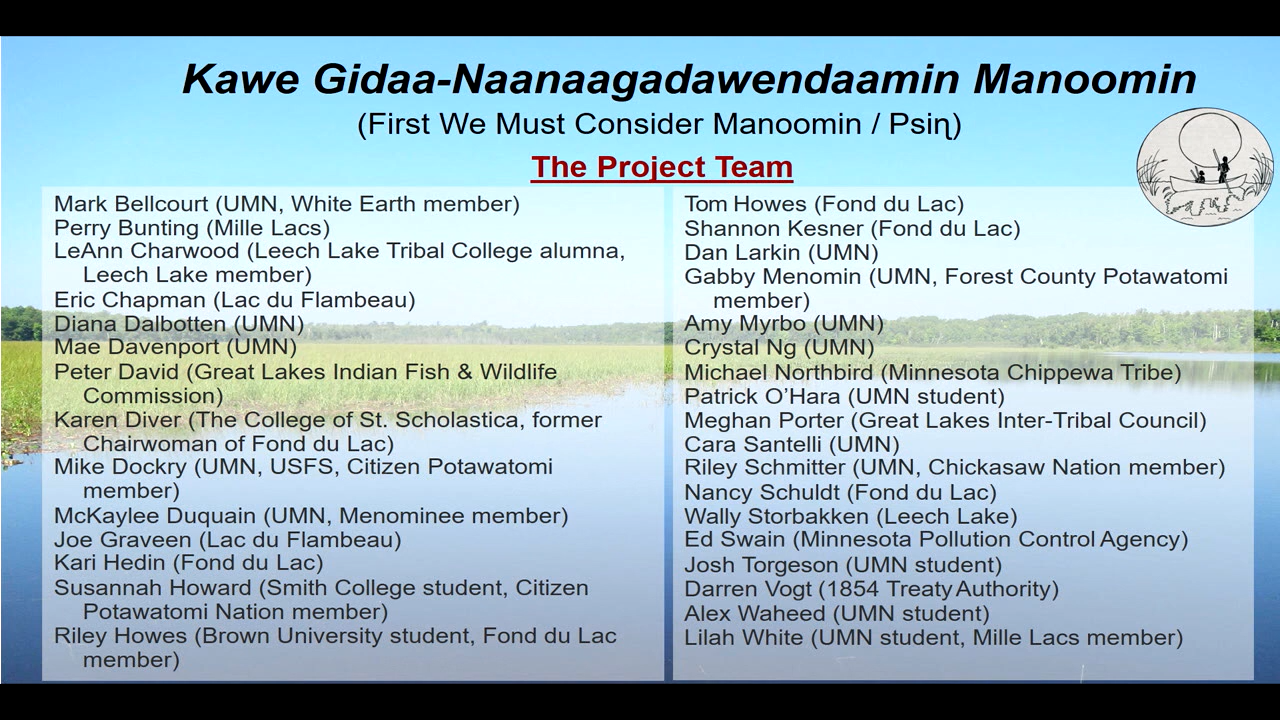 Kawe Gidaa-Naanaagadawendaamin Manoomin
(First We Must Consider Manoomin / Psiƞ)
The Project Team
Mark Bellcourt (UMN, White Earth member)
Perry Bunting (Mille Lacs)
LeAnn Charwood (Leech Lake Tribal College alumna,
Leech Lake member)
Eric Chapman (Lac du Flambeau)
Diana Dalbotten (UMN)
Mae Davenport (UMN)
Peter David (Great Lakes Indian Fish & Wildlife
Commission)
Karen Diver (The College of St. Scholastica, former
Chairwoman of Fond du Lac)
Mike Dockry (UMN, USFS, Citizen Potawatomi
member)
McKaylee Duquain (UMN, Menominee member)
Joe Graveen (Lac du Flambeau)
Kari Hedin (Fond du Lac)
Susannah Howard (Smith College student, Citizen
Potawatomi Nation member)
Riley Howes (Brown University student, Fond du Lac
member)
Tom Howes (Fond du Lac)
Shannon Kesner (Fond du Lac)
Dan Larkin (UMN)
Gabby Menomin (UMN, Forest County Potawatomi
member)
Amy Myrbo (UMN)
Crystal Ng (UMN)
Michael Northbird (Minnesota Chippewa Tribe)
Patrick O’Hara (UMN student)
Meghan Porter (Great Lakes Inter-Tribal Council)
Cara Santelli (UMN)
Riley Schmitter (UMN, Chickasaw Nation member)
Nancy Schuldt (Fond du Lac)
Wally Storbakken (Leech Lake)
Ed Swain (Minnesota Pollution Control Agency)
Josh Torgeson (UMN student)
Darren Vogt (1854 Treaty Authority)
Alex Waheed (UMN student)
Lilah White (UMN student, Mille Lacs member)